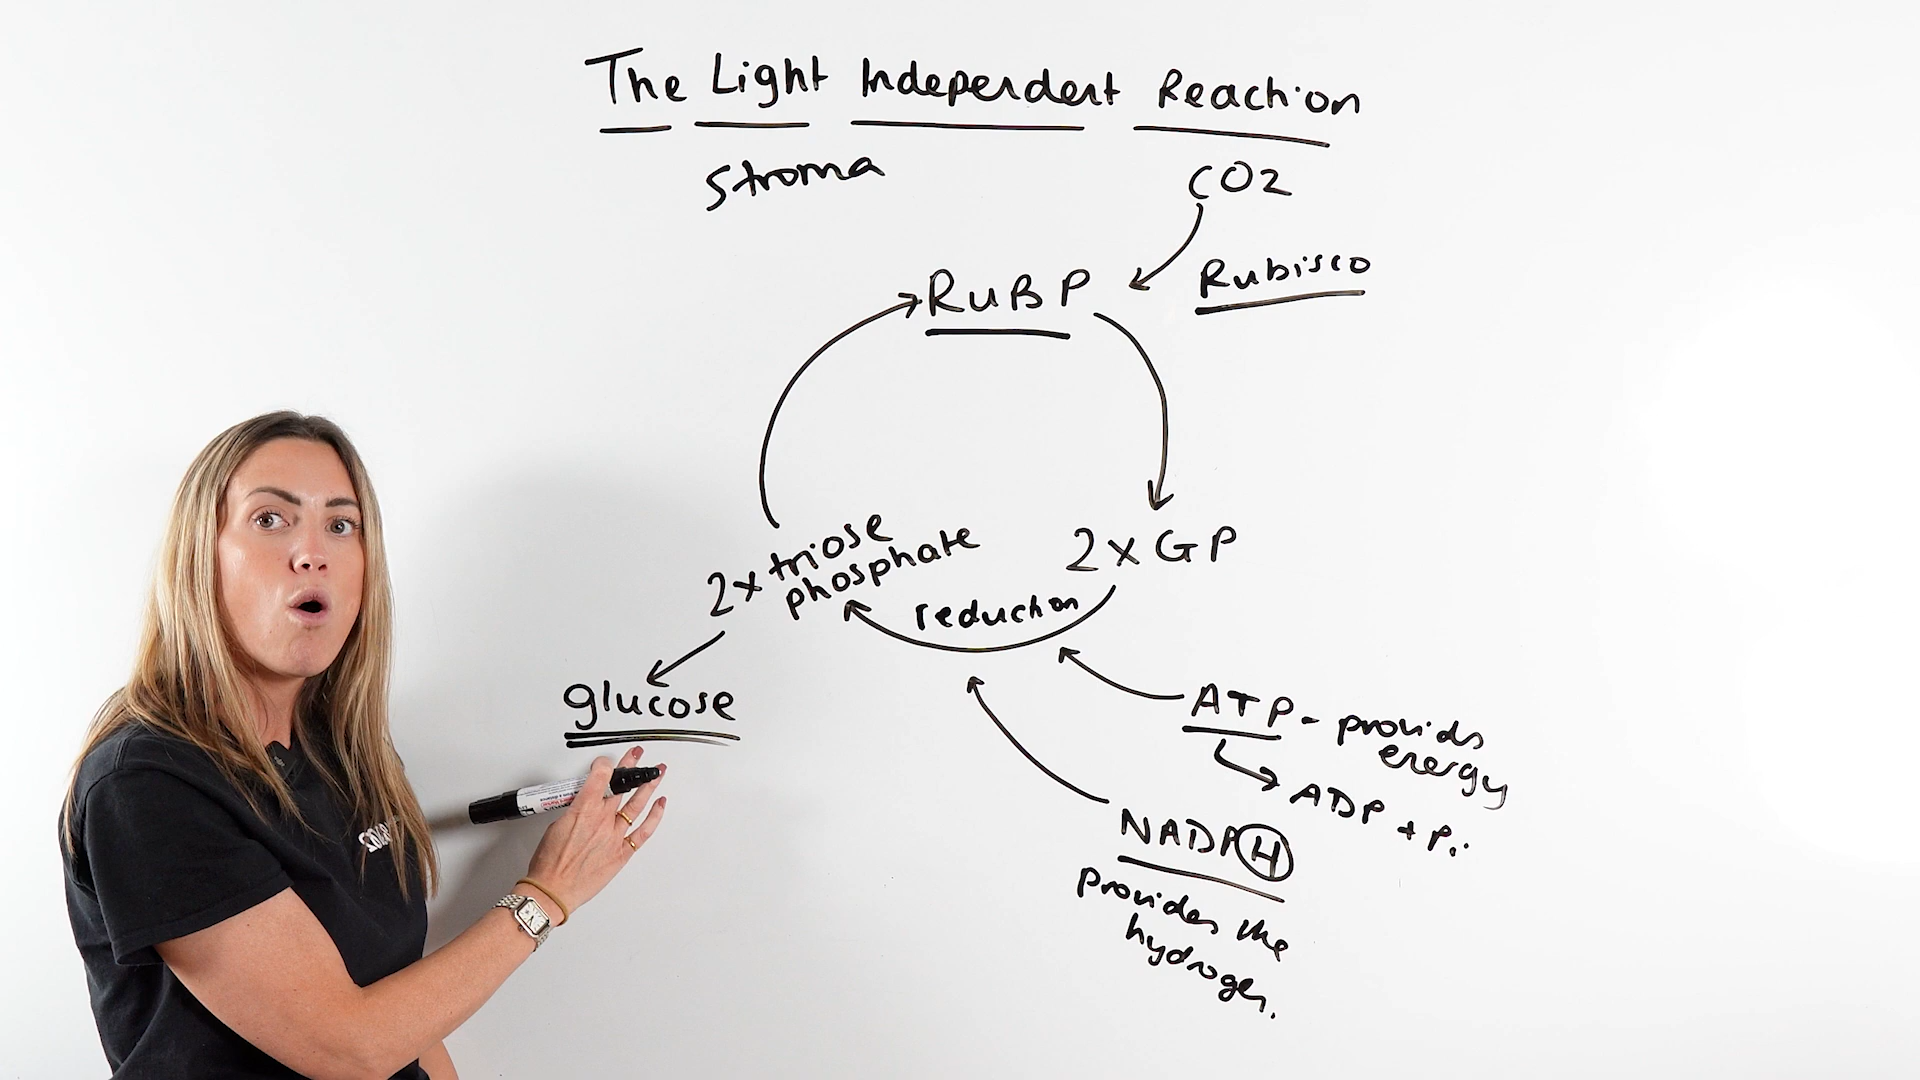 The Light Independent Reaction
Stroma
CO2
Rubisco
RuBP
2x GP
2x triose
phosphate
reduction
glucose
ATP - provids
energy
ADP + Pi
NADPH
provides the
hydrogen.